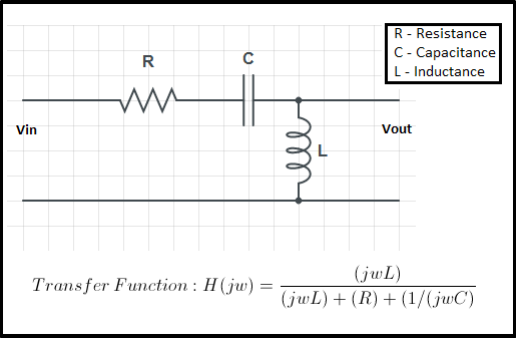 R - Resistance
C - Capacitance
L - Inductance
R
C
Vin
L
Vout
Transfer Function : H(jw) = (jwL) / (jwL) + (R) + (1/(jwC)